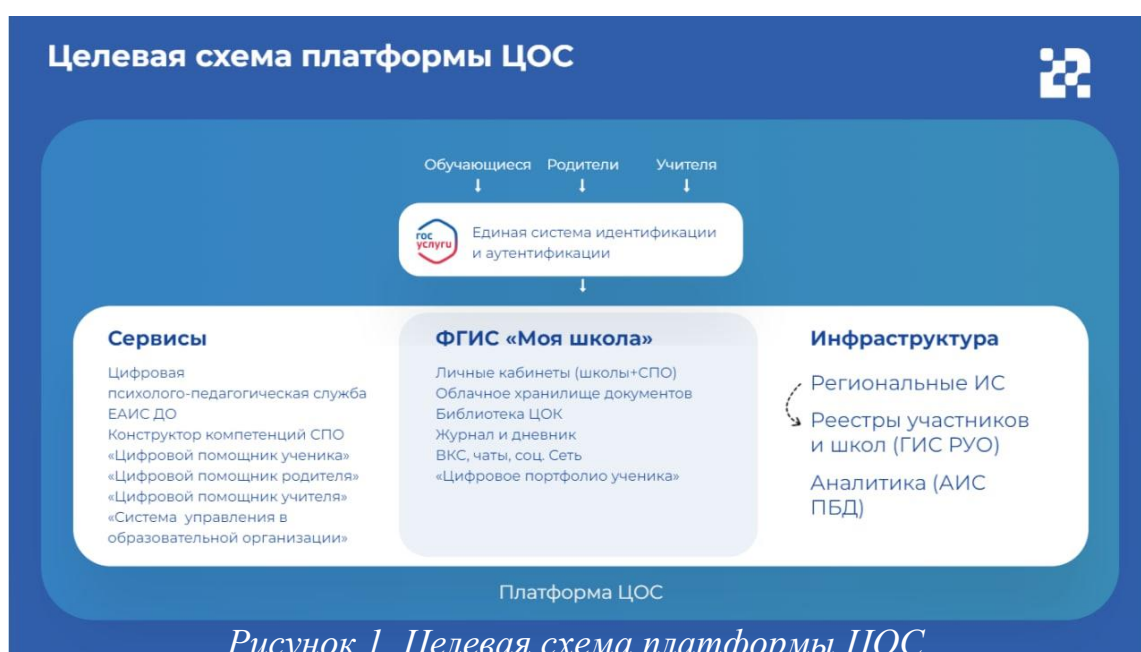 Целевая схема платформы ЦОС
Обучающиеся Родители Учителя
гос
услуги
Единая система идентификации
и аутентификации
Сервисы
Цифровая
психолого-педагогическая служба
ЕАИС ДО
Конструктор компетенций СПО
«Цифровой помощник ученика»
«Цифровой помощник родителя»
«Цифровой помощник учителя»
«Система управления в
образовательной организации»
ФГИС «Моя школа»
Личные кабинеты (школы+СПО)
Облачное хранилище документов
Библиотека ЦОК
Журнал и дневник
ВКС, чаты, соц. Сеть
«Цифровое портфолио ученика»
Инфраструктура
Региональные ИС
Реестры участников
и школ (ГИС РУО)
Аналитика (АИС
ПБД)
Платформа ЦОС
Рисунок 1. Целевая схема платформы ЦОС